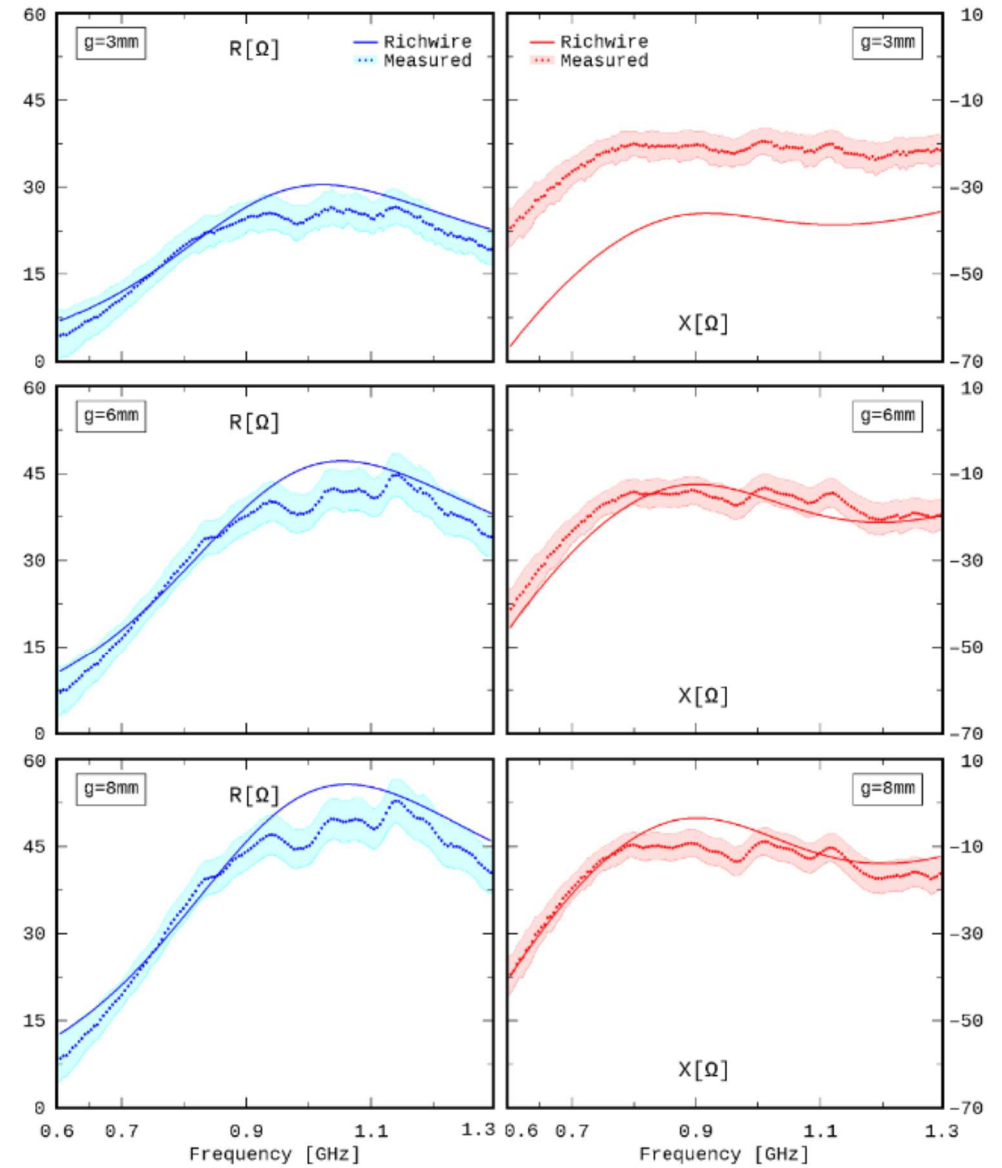 60
g=3mm
R[Ω]
Richwire
Measured
45
30
15
0
Richwire
Measured
g=3mm
10
-10
-30
-50
X[Ω]
-70
60
g=6mm
R[Ω]
45
30
15
0
g=6mm
10
-10
-30
-50
X[Ω]
-70
60
g=8mm
R[Ω]
45
30
15
0
g=8mm
10
-10
-30
-50
X[Ω]
-70
0.6 0.7 0.9 1.1 1.3
Frequency [GHz]
0.6 0.7 0.9 1.1 1.3
Frequency [GHz]